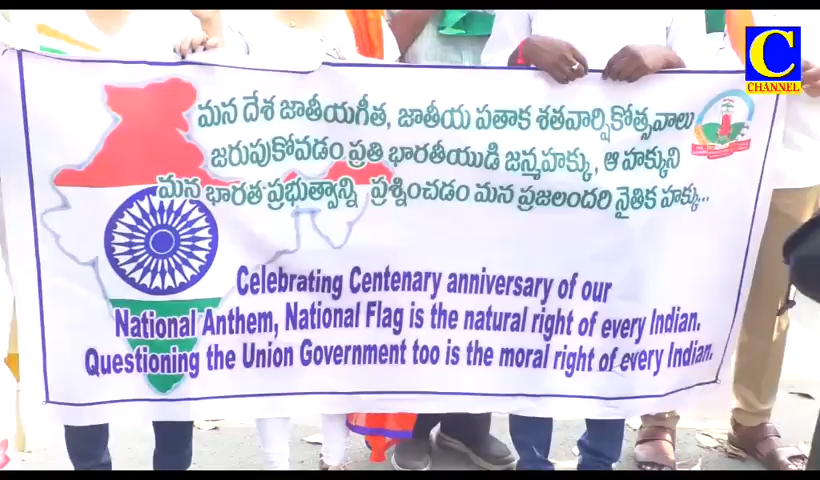 C
CHANNEL
మన దేశ జాతీయగీత, జాతీయ పతాక శతవార్షికోత్సవాలు
జరుపుకోవడం ప్రతి భారతీయుడి జన్మహక్కు, ఆ హక్కుని
మన భారత ప్రభుత్వాన్ని ప్రశ్నించడం మన ప్రజలందరి నైతిక హక్కు...
Celebrating Centenary anniversary of our
National Anthem, National Flag is the natural right of every Indian.
Questioning the Union Government too is the moral right of every Indian.